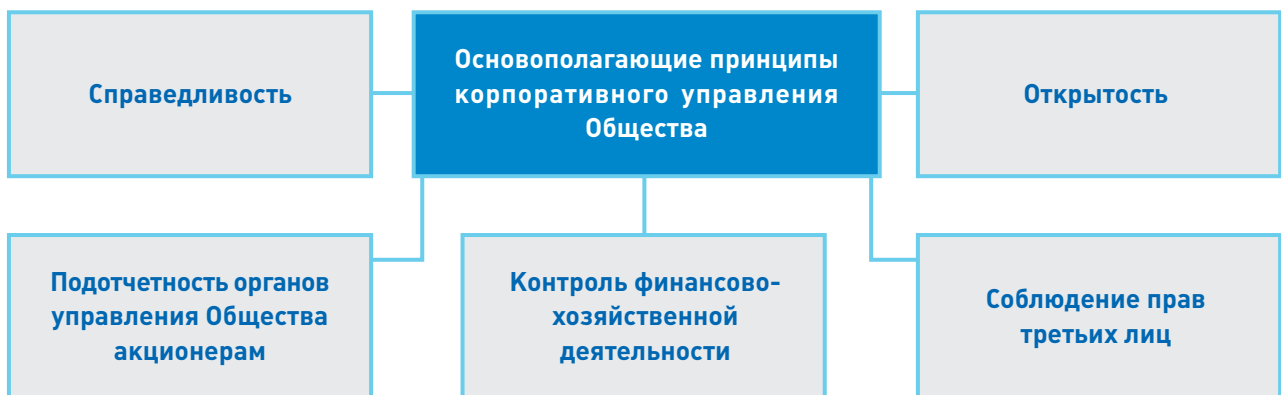 Справедливость
Основополагающие принципы
корпоративного управления
Общества
Открытость
Подотчетность органов
управления Общества
акционерам
Контроль финансово-
хозяйственной
деятельности
Соблюдение прав
третьих лиц